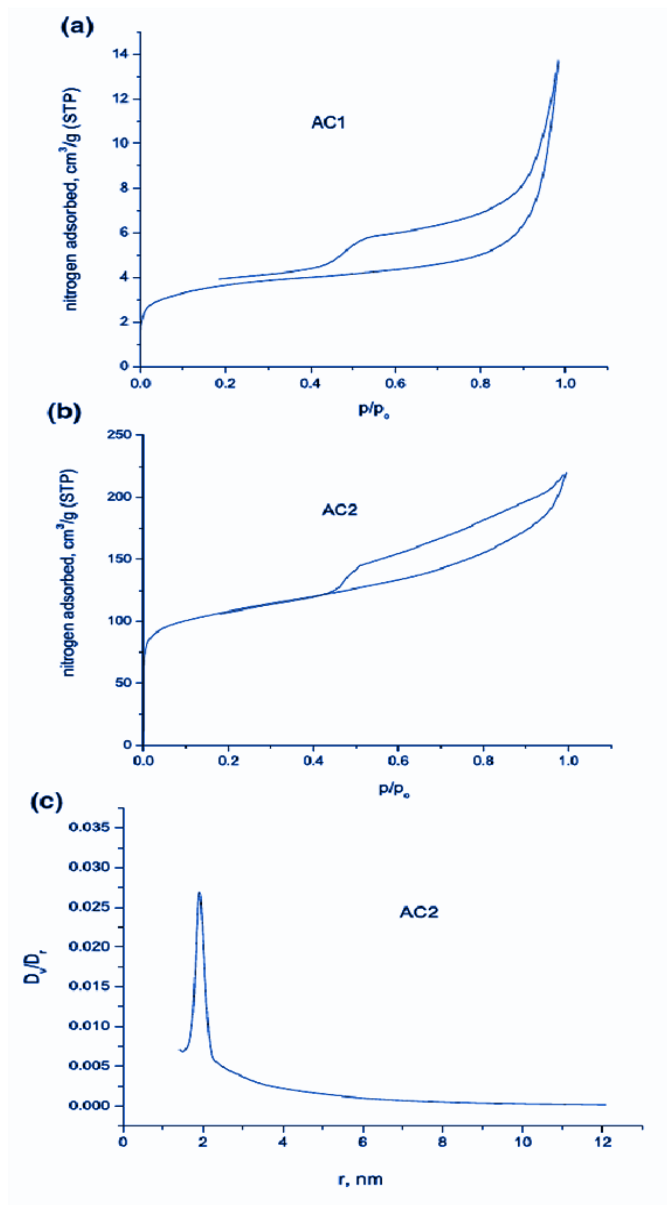 (a)
14
12
10
8
6
4
2
0
nitrogen adsorbed, cm³/g (STP)
AC1
0.0 0.2 0.4 0.6 0.8 1.0
p/pₒ
(b)
250
200
150
100
50
0
nitrogen adsorbed, cm³/g (STP)
AC2
0.0 0.2 0.4 0.6 0.8 1.0
p/pₒ
(c)
0.035
0.030
0.025
0.020
0.015
0.010
0.005
0.000
Dᵥ/Dᵣ
AC2
0 2 4 6 8 10 12
r, nm